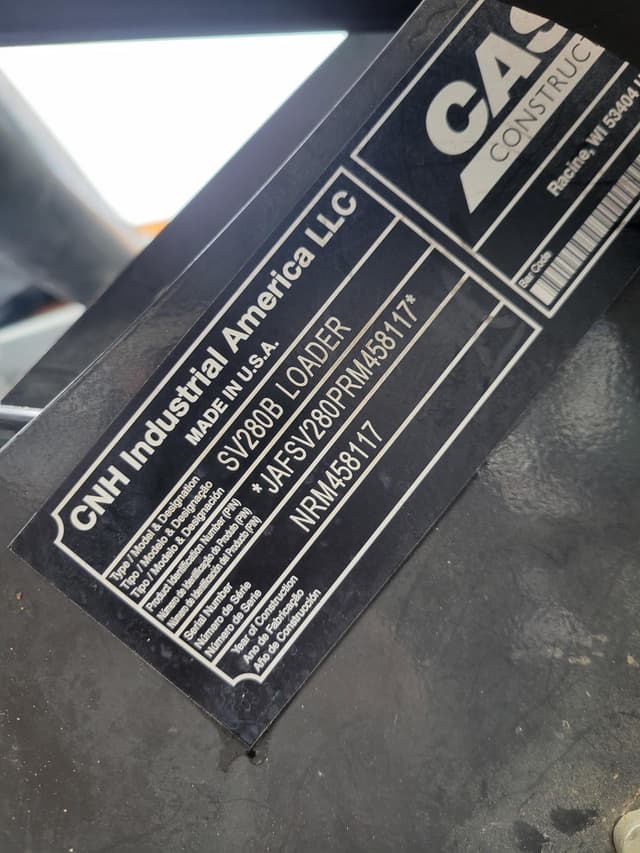 CNH Industrial America LLC
MADE IN U.S.A.
Type / Model & Designation
Tipo / Modelo & Designação
Tipo / Modelo & Designación
SV280B LOADER
Product Identification Number (PIN)
Número de Identificação do Produto (PIN)
Número de Identificación del Producto (PIN)
*JAFSV280PRM458117*
Serial Number
Número de Série
Número de Serie
NRM458117
Year of Construction
Ano de Fabricação
Año de Construcción
CAS
CONSTRUC
Racine, WI 53404
Bar Code